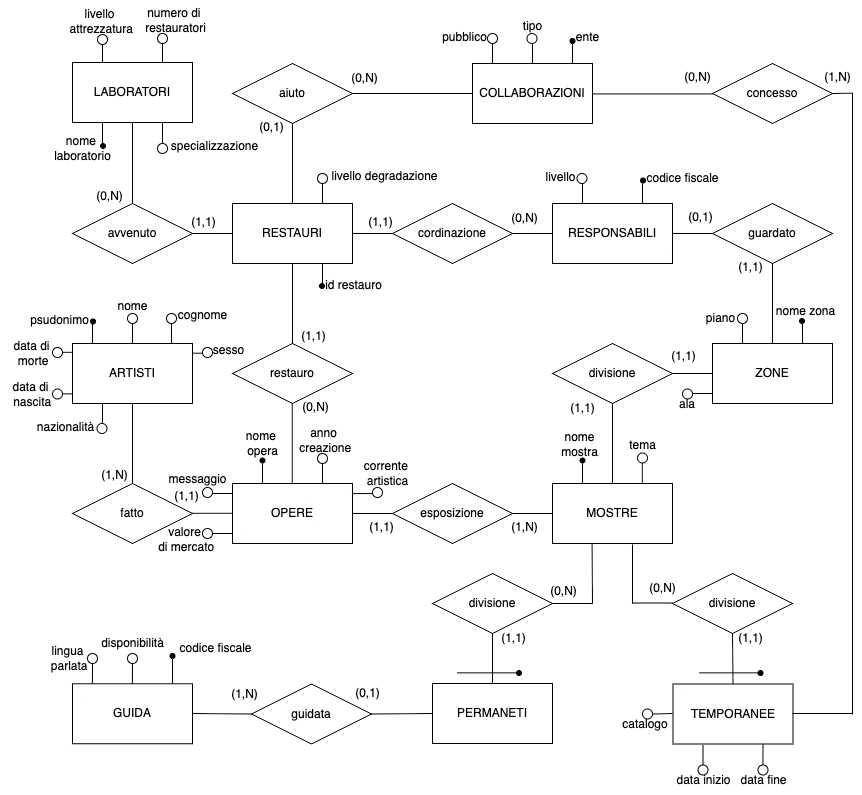 livello
attrezzatura
numero di
restauratori
LABORATORI
nome
laboratorio
specializzazione
(0,N)
avvenuto
(1,1)
aiuto
(0,N)
(0,1)
pubblico
tipo
ente
COLLABORAZIONI
(0,N)
concesso
(1,N)
livello degradazione
RESTAURI
id restauro
(1,1)
cordinazione
(0,N)
livello
codice fiscale
RESPONSABILI
(0,1)
guardato
(1,1)
psudonimo
nome
cognome
data di
morte
sesso
ARTISTI
data di
nascita
nazionalità
(1,1)
restauro
(0,N)
divisione
(1,1)
(1,1)
piano
nome zona
ZONE
ala
(1,N)
fatto
(1,1)
nome
opera
anno
creazione
messaggio
corrente
artistica
OPERE
valore
di mercato
(1,1)
esposizione
(1,N)
nome
mostra
tema
MOSTRE
(0,N)
divisione
(1,1)
(0,N)
divisione
(1,1)
lingua
parlata
disponibilità
codice fiscale
GUIDA
(1,N)
guidata
(0,1)
PERMANETI
TEMPORANEE
catalogo
data inizio
data fine